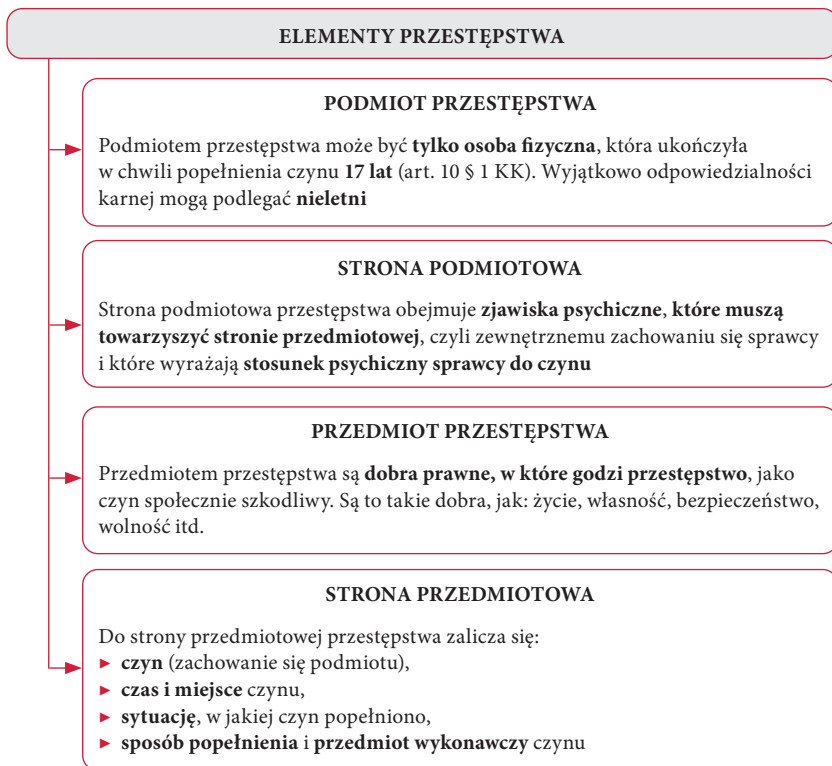 ELEMENTY PRZESTĘPSTWA
PODMIOT PRZESTĘPSTWA
Podmiotem przestępstwa może być tylko osoba fizyczna, która ukończyła
w chwili popełnienia czynu 17 lat (art. 10 § 1 KK). Wyjątkowo odpowiedzialności
karnej mogą podlegać nieletni
STRONA PODMIOTOWA
Strona podmiotowa przestępstwa obejmuje zjawiska psychiczne, które muszą
towarzyszyć stronie przedmiotowej, czyli zewnętrznemu zachowaniu się sprawcy
i które wyrażają stosunek psychiczny sprawcy do czynu
PRZEDMIOT PRZESTĘPSTWA
Przedmiotem przestępstwa są dobra prawne, w które godzi przestępstwo, jako
czyn społecznie szkodliwy. Są to takie dobra, jak: życie, własność, bezpieczeństwo,
wolność itd.
STRONA PRZEDMIOTOWA
Do strony przedmiotowej przestępstwa zalicza się:
► czyn (zachowanie się podmiotu),
► czas i miejsce czynu,
► sytuację, w jakiej czyn popełniono,
► sposób popełnienia i przedmiot wykonawczy czynu